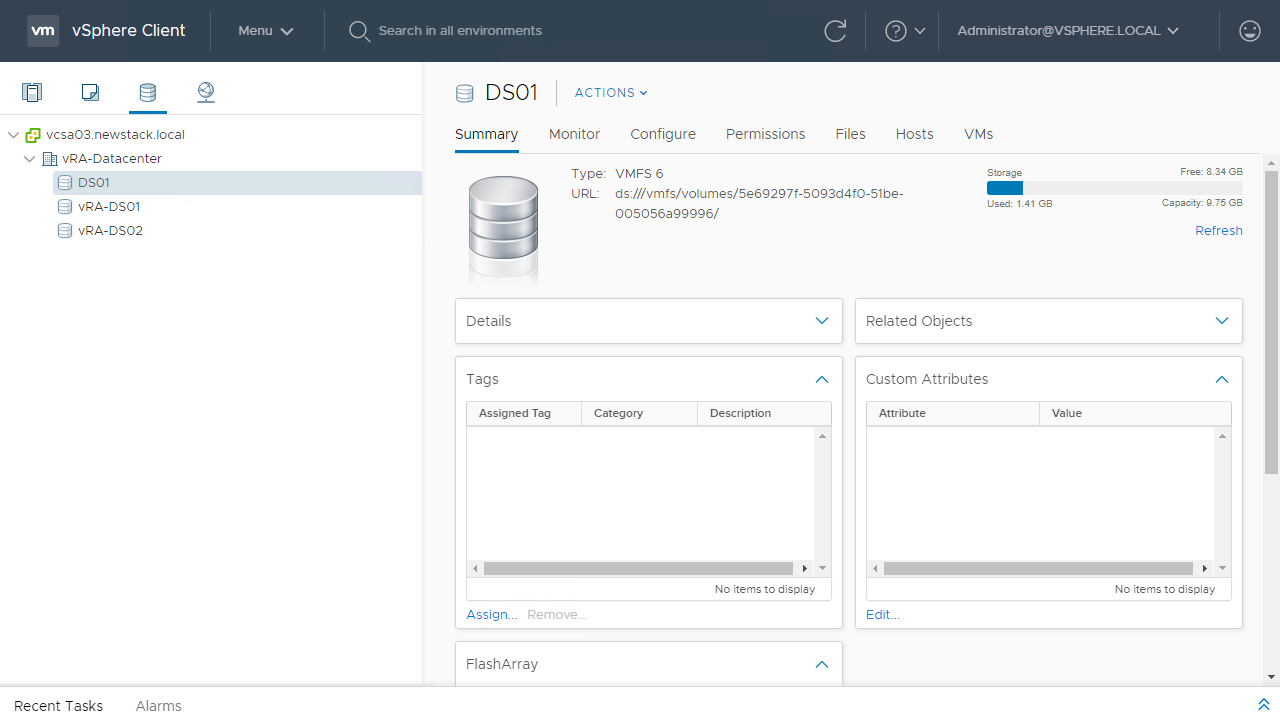 vm vSphere Client Menu Search in all environments Administrator@VSPHERE.LOCAL
vcsa03.newstack.local
vRA-Datacenter
DS01
vRA-DS01
vRA-DS02
DS01 ACTIONS
Summary Monitor Configure Permissions Files Hosts VMs
Type: VMFS 6
URL: ds:///vmfs/volumes/5e69297f-5093d4f0-51be-
005056a99996/
Storage Free: 8.34 GB
Used: 1.41 GB Capacity: 9.75 GB
Refresh
Details
Related Objects
Tags
Assigned Tag Category Description
No items to display
Assign... Remove...
Custom Attributes
Attribute Value
No items to display
Edit...
FlashArray
Recent Tasks Alarms